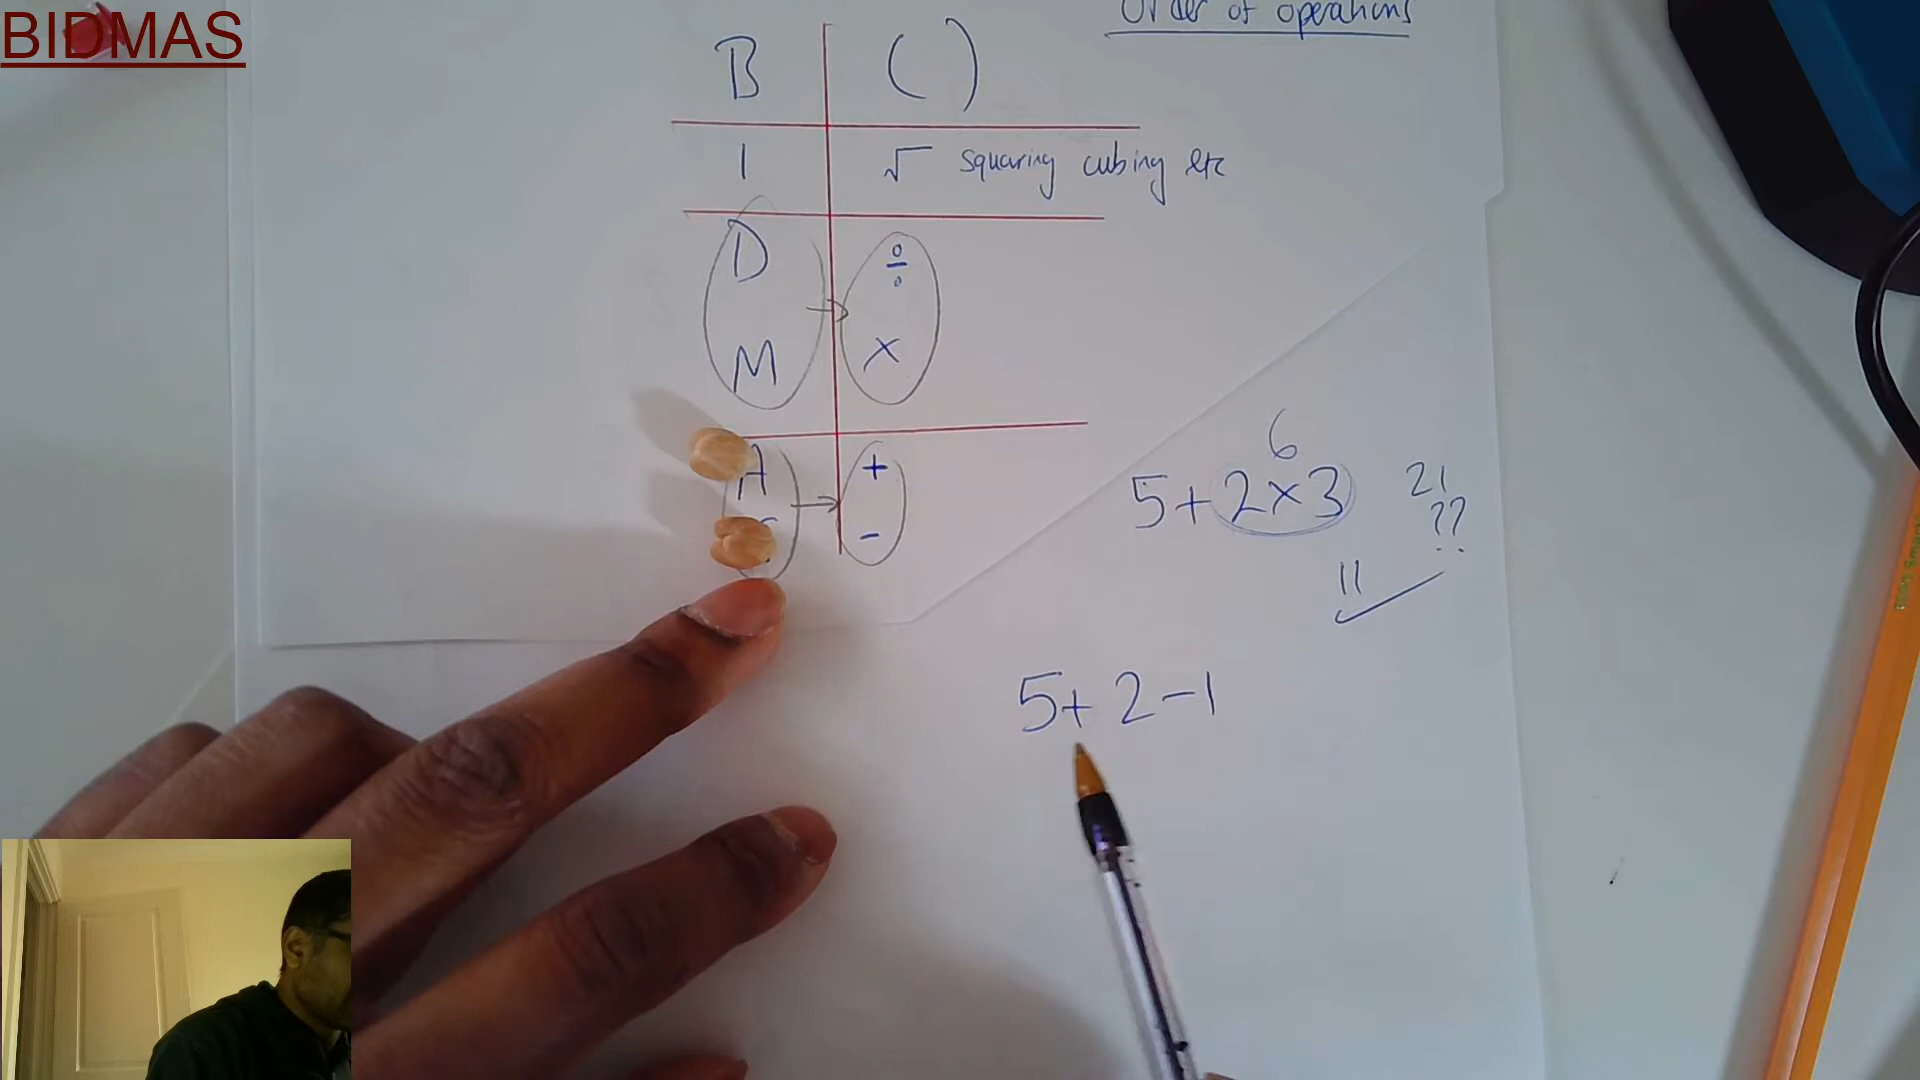 BIDMAS
Order of operations
B ( )
I √ squaring cubing etc
D ÷
M ×
A +
S -
6
5+2×3 21
??
11
5+2-1